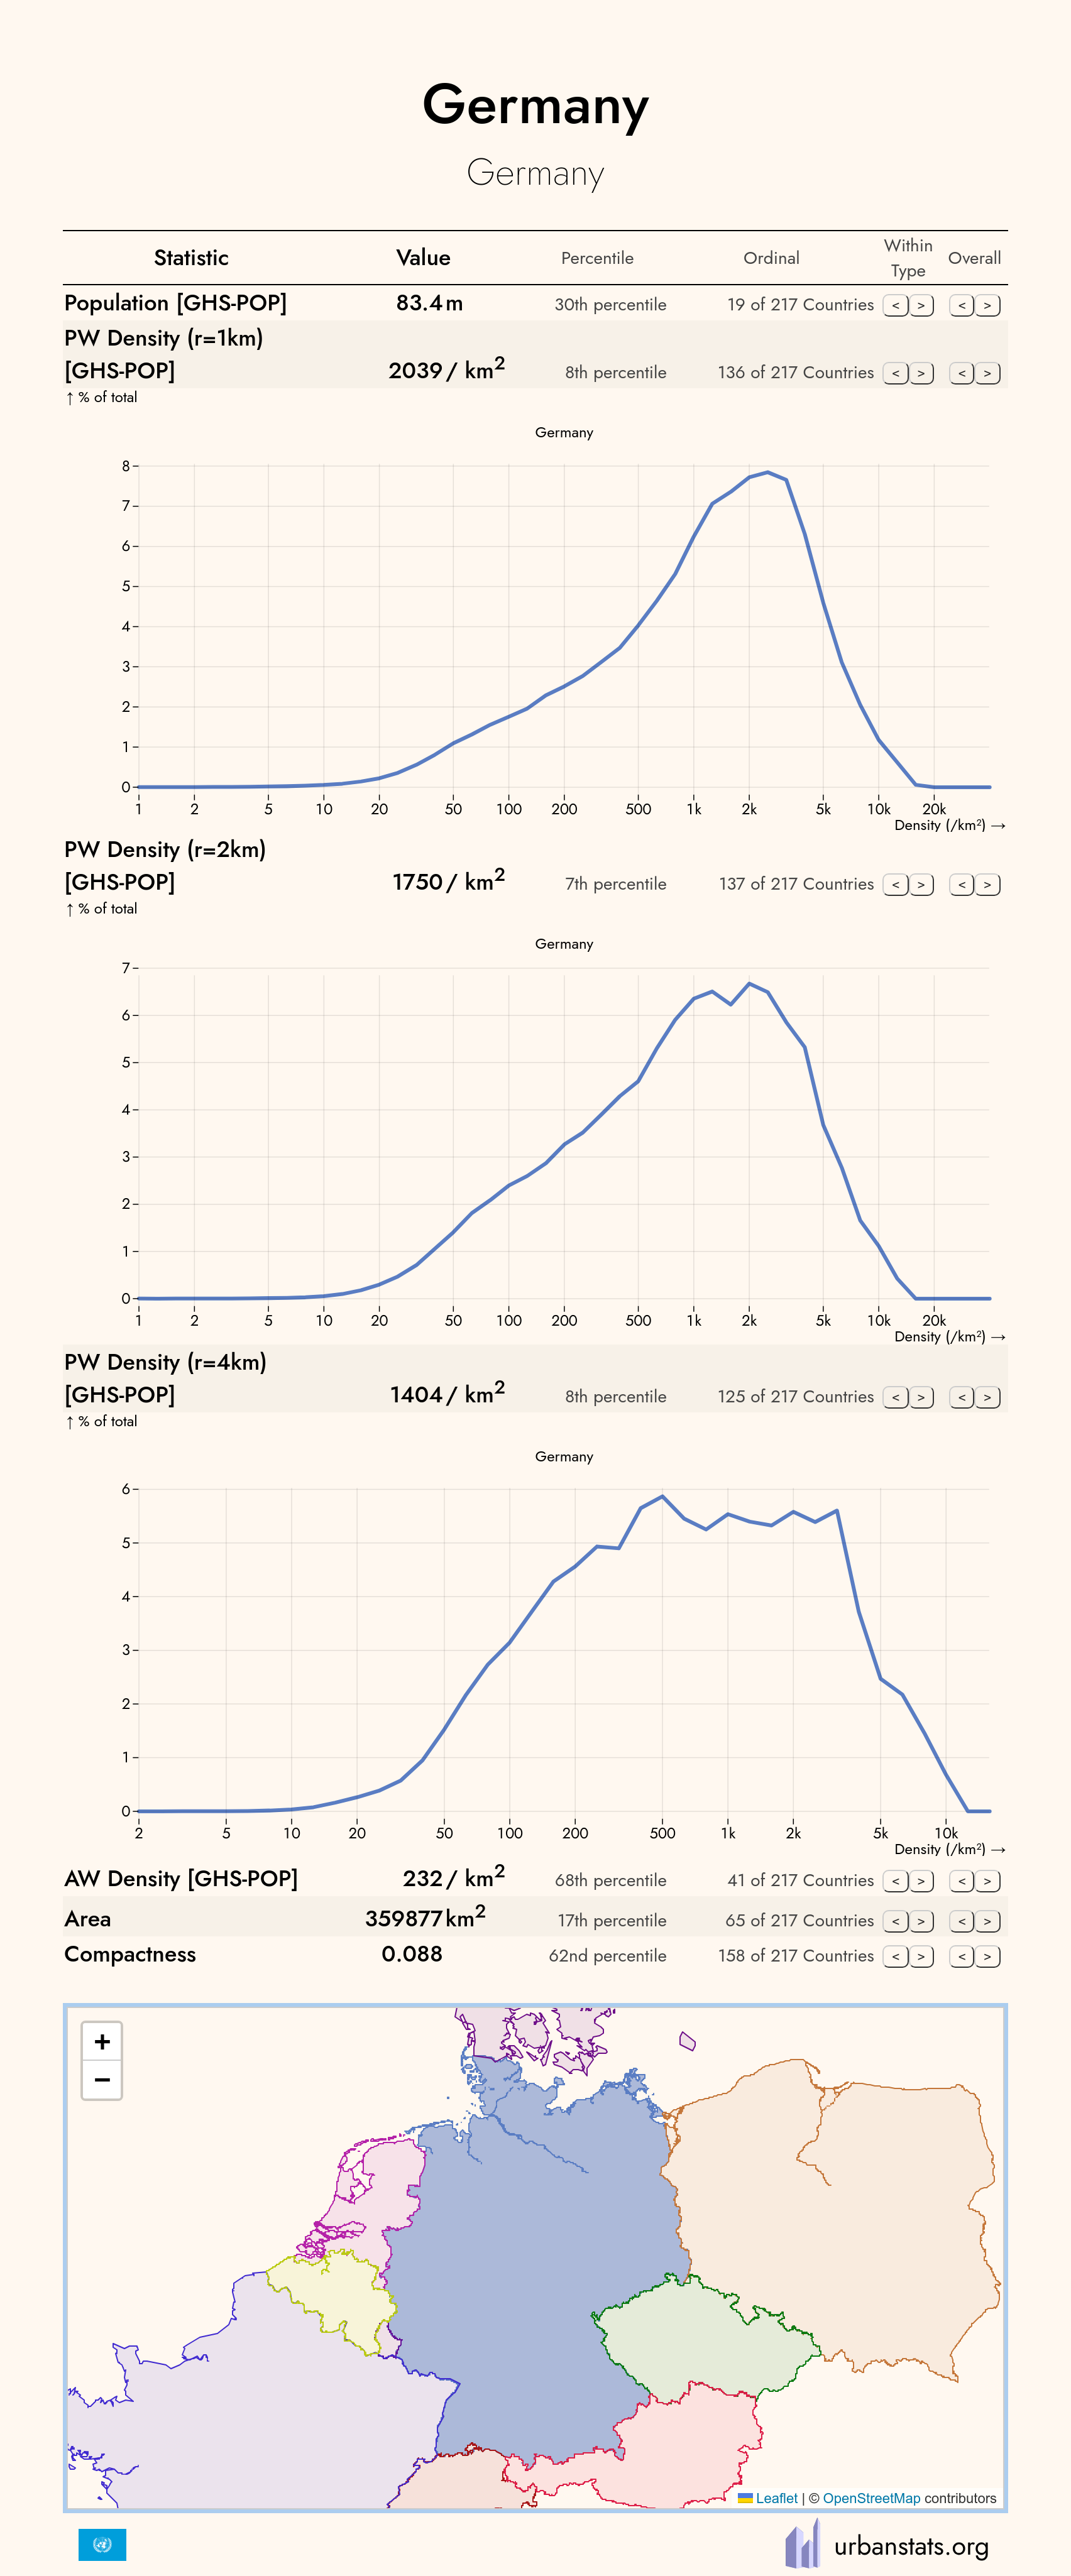 Germany
Germany
Statistic Value Percentile Ordinal Within Type Overall
Population [GHS-POP] 83.4 m 30th percentile 19 of 217 Countries < > < >
PW Density (r=1km)
[GHS-POP] 2039 / km² 8th percentile 136 of 217 Countries < > < >
↑ % of total
Germany
8
7
6
5
4
3
2
1
0
1 2 5 10 20 50 100 200 500 1k 2k 5k 10k 20k
Density (/km²) →
PW Density (r=2km)
[GHS-POP] 1750 / km² 7th percentile 137 of 217 Countries < > < >
↑ % of total
Germany
7
6
5
4
3
2
1
0
1 2 5 10 20 50 100 200 500 1k 2k 5k 10k 20k
Density (/km²) →
PW Density (r=4km)
[GHS-POP] 1404 / km² 8th percentile 125 of 217 Countries < > < >
↑ % of total
Germany
6
5
4
3
2
1
0
2 5 10 20 50 100 200 500 1k 2k 5k 10k
Density (/km²) →
AW Density [GHS-POP] 232 / km² 68th percentile 41 of 217 Countries < > < >
Area 359877 km² 17th percentile 65 of 217 Countries < > < >
Compactness 0.088 62nd percentile 158 of 217 Countries < > < >
+
−
Leaflet | © OpenStreetMap contributors
urbanstats.org